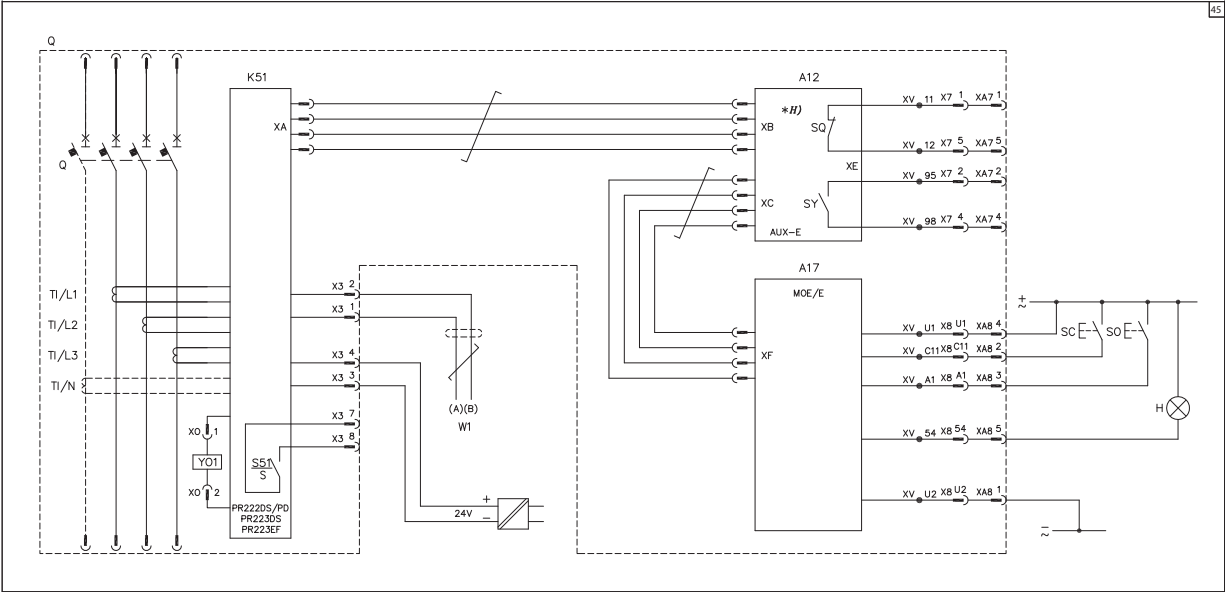 45
Q
K51
A12
XA
*H)
XB
SQ
XE
XC
SY
AUX-E
XV 11 X7 1 XA7 1
XV 12 X7 5 XA7 5
XV 95 X7 2 XA7 2
XV 98 X7 4 XA7 4
Q
TI/L1
TI/L2
TI/L3
TI/N
X3 2
X3 1
X3 4
X3 3
X3 7
X3 8
(A)(B)
W1
XO 1
YO1
XO 2
S51
S
PR222DS/PD
PR223DS
PR223EF
+
24V
−
A17
MOE/E
XF
XV U1 X8 U1 XA8 4
XV C11 X8 C11 XA8 2
XV A1 X8 A1 XA8 3
XV 54 X8 54 XA8 5
XV U2 X8 U2 XA8 1
+
~
SC
SO
H
−
~